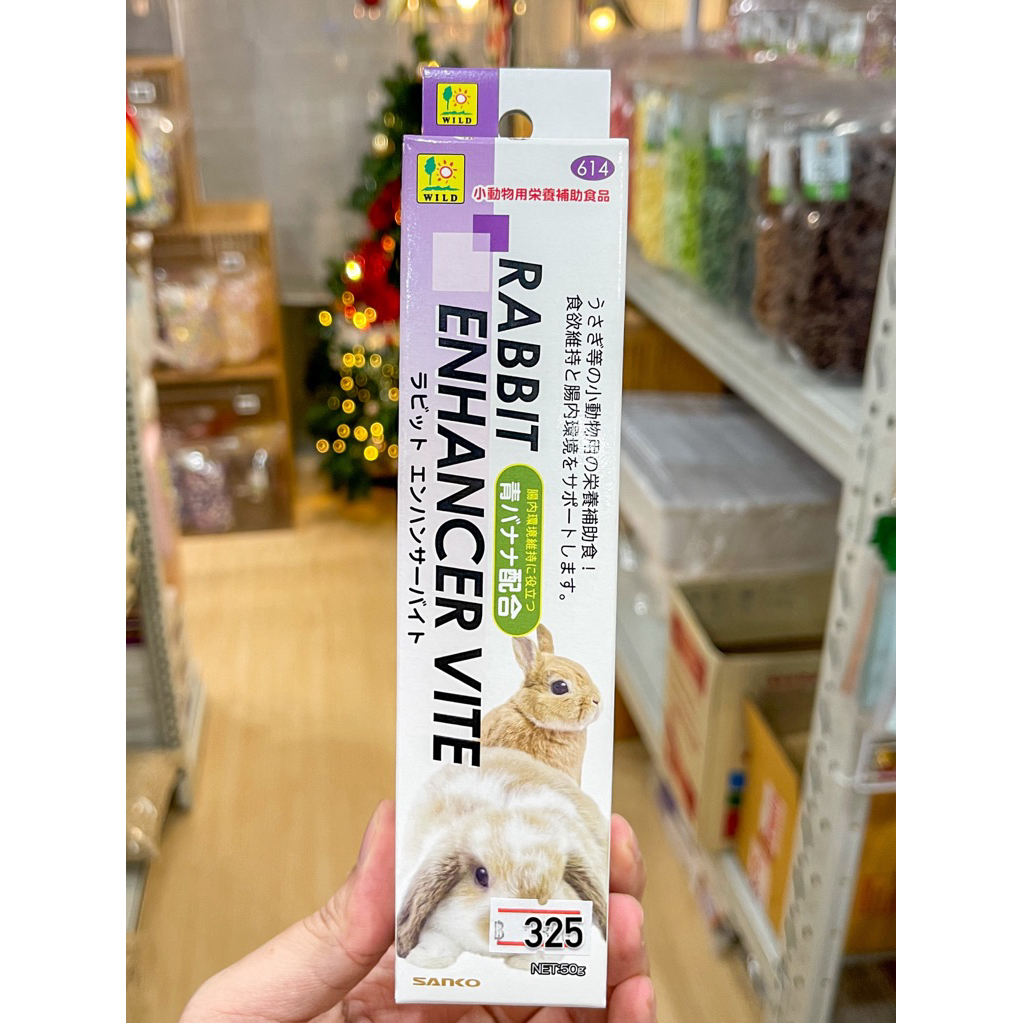 WILD
WILD
614
小動物用栄養補助食品
うさぎ等の小動物用の栄養補助食！
食欲維持と腸内環境をサポートします。
RABBIT
ENHANCER VITE
ラビット エンハンサーバイト
腸内環境維持に役立つ
青バナナ配合
฿ 325
NET:50g
SANKO